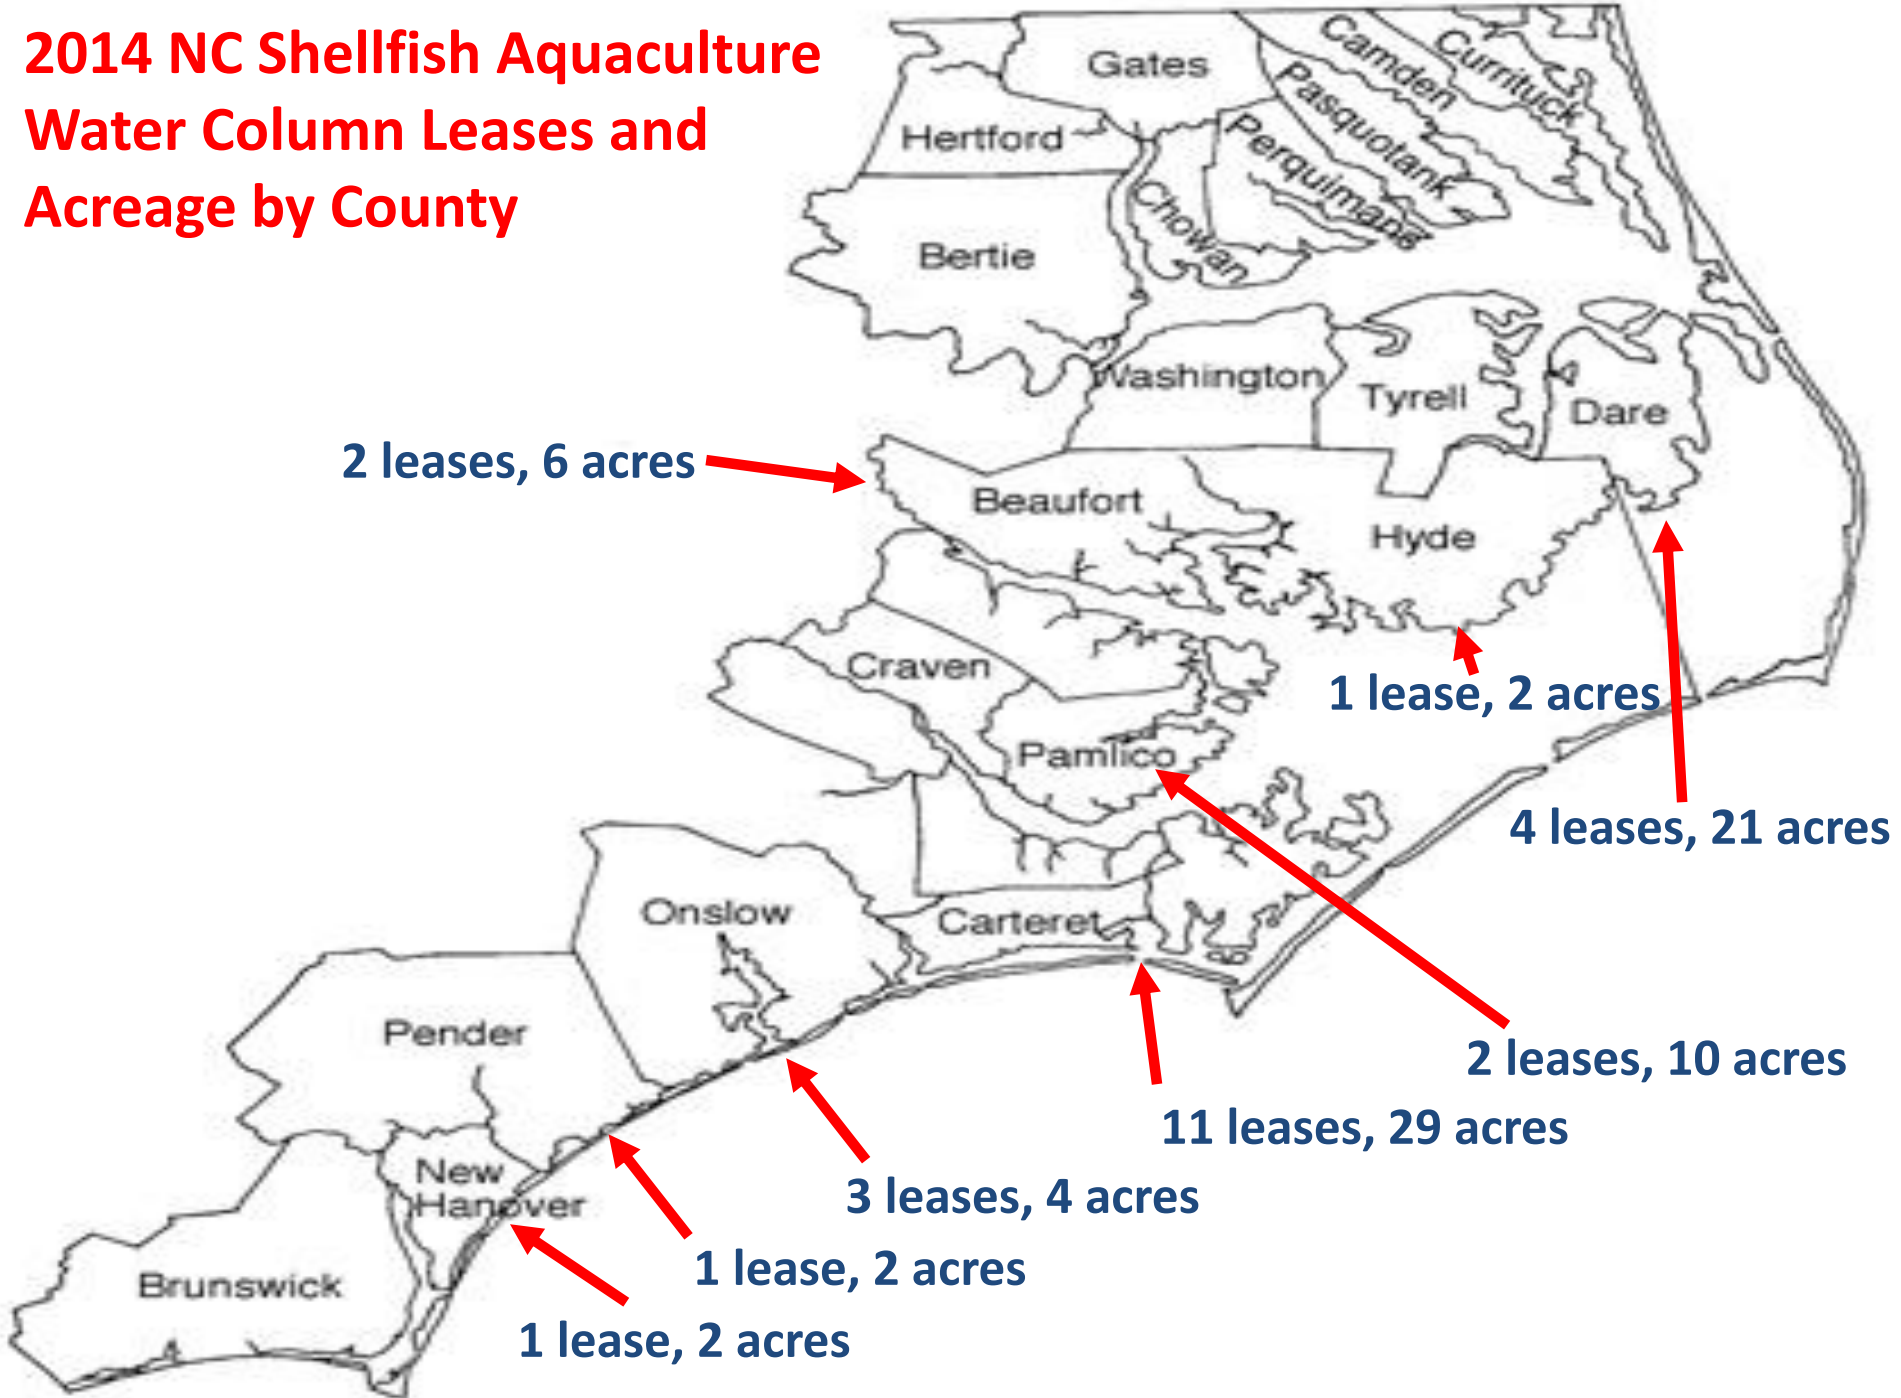 2014 NC Shellfish Aquaculture
Water Column Leases and
Acreage by County
Gates
Camden
Currituck
Hertford
Pasquotank
Perquimans
Chowan
Bertie
Washington
Tyrell
Dare
2 leases, 6 acres
Beaufort
Hyde
Craven
1 lease, 2 acres
Pamlico
4 leases, 21 acres
Onslow
Carteret
Pender
2 leases, 10 acres
11 leases, 29 acres
New
Hanover
3 leases, 4 acres
1 lease, 2 acres
Brunswick
1 lease, 2 acres